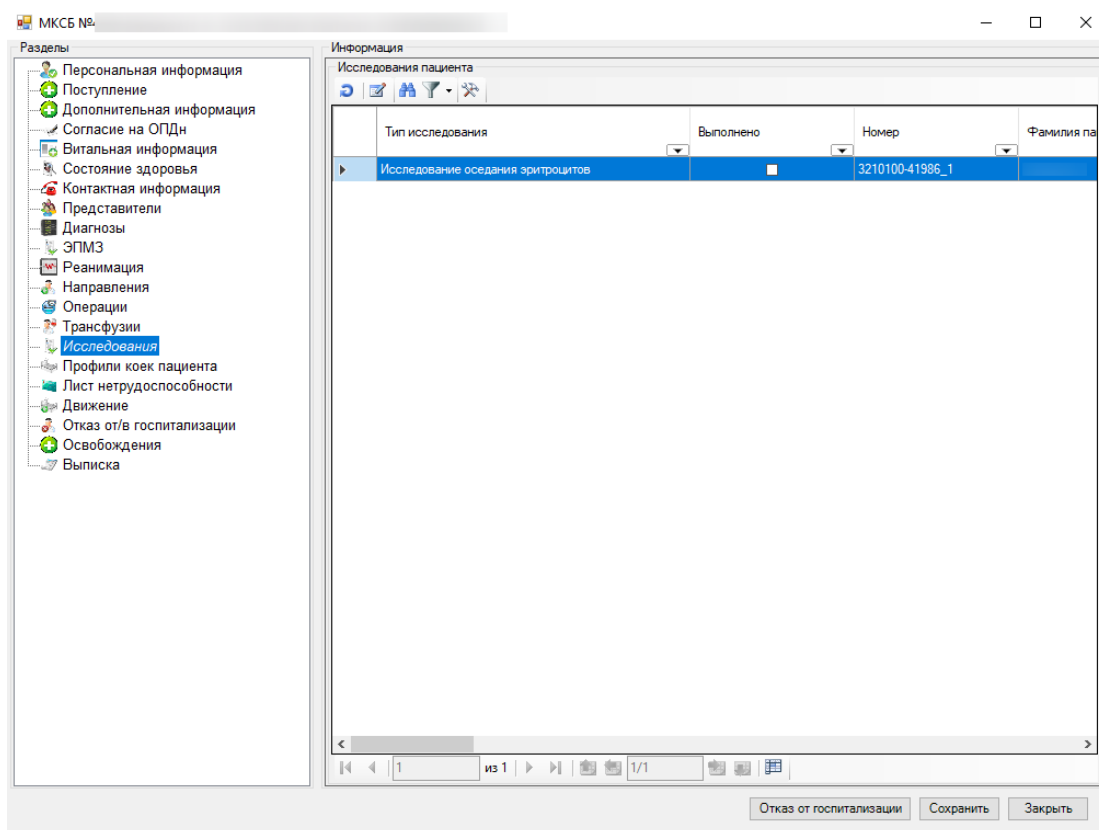 МКСБ №
Разделы
Персональная информация
Поступление
Дополнительная информация
Согласие на ОПДн
Витальная информация
Состояние здоровья
Контактная информация
Представители
Диагнозы
ЭПМЗ
Реанимация
Направления
Операции
Трансфузии
Исследования
Профили коек пациента
Лист нетрудоспособности
Движение
Отказ от/в госпитализации
Освобождения
Выписка
Информация
Исследования пациента
Тип исследования Выполнено Номер Фамилия па
Исследование оседания эритроцитов 3210100-41986_1
1 из 1 1/1
Отказ от госпитализации Сохранить Закрыть